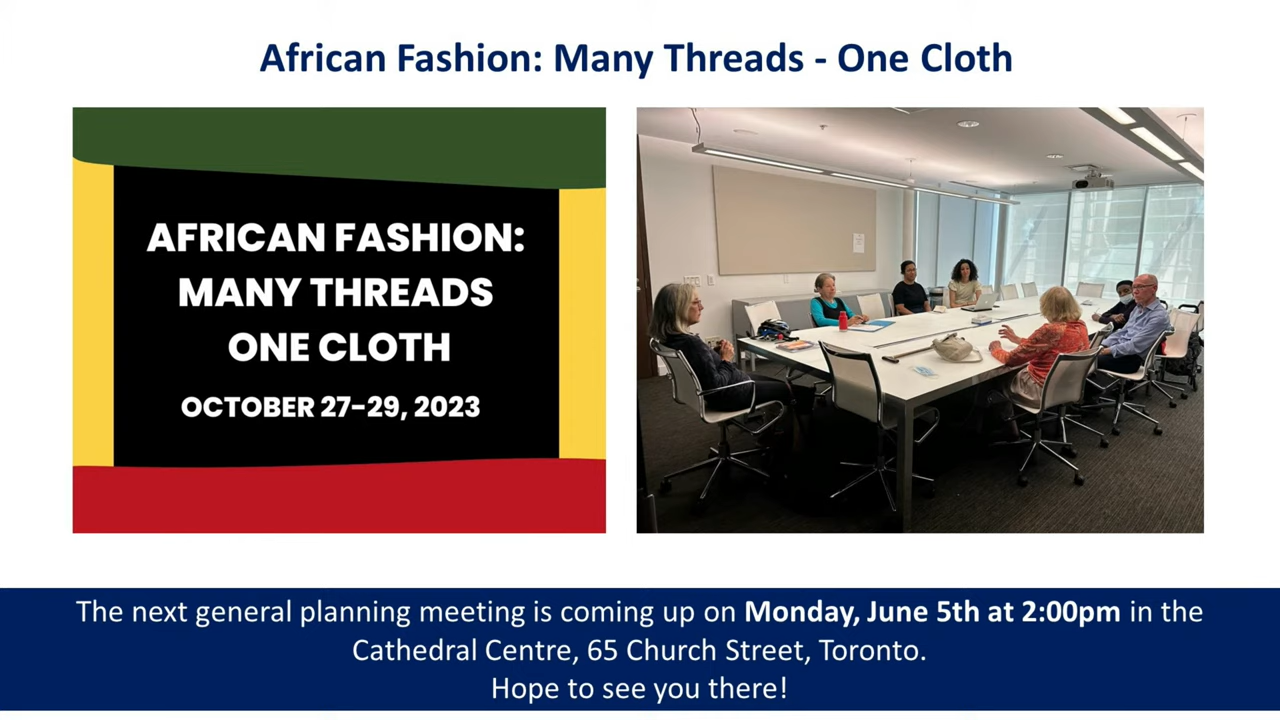 African Fashion: Many Threads - One Cloth
AFRICAN FASHION:
MANY THREADS
ONE CLOTH
OCTOBER 27-29, 2023
The next general planning meeting is coming up on Monday, June 5th at 2:00pm in the
Cathedral Centre, 65 Church Street, Toronto.
Hope to see you there!